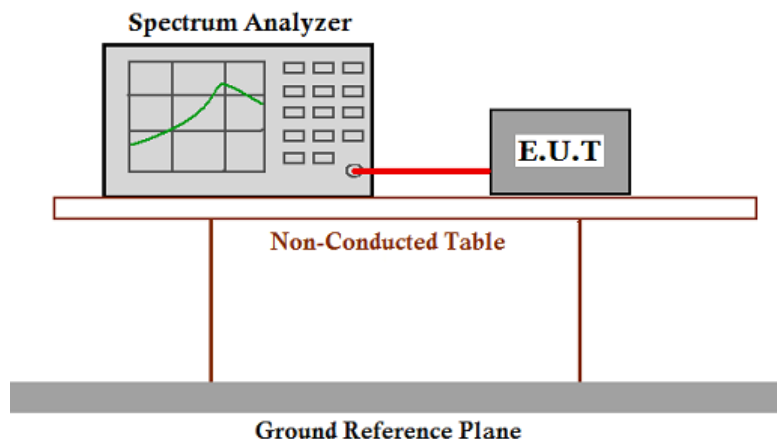 Spectrum Analyzer
E.U.T
Non-Conducted Table
Ground Reference Plane